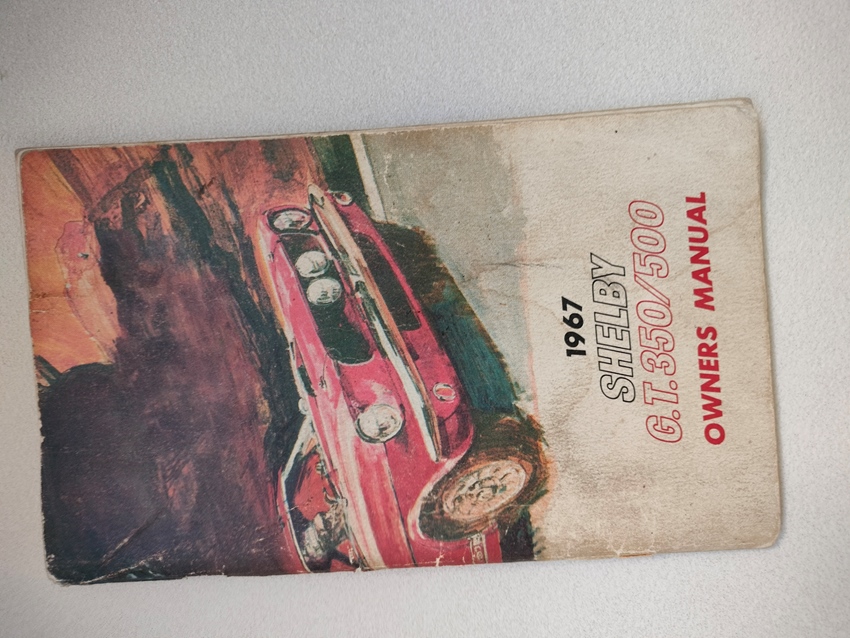 1967
SHELBY
G.T.350/500
OWNERS MANUAL